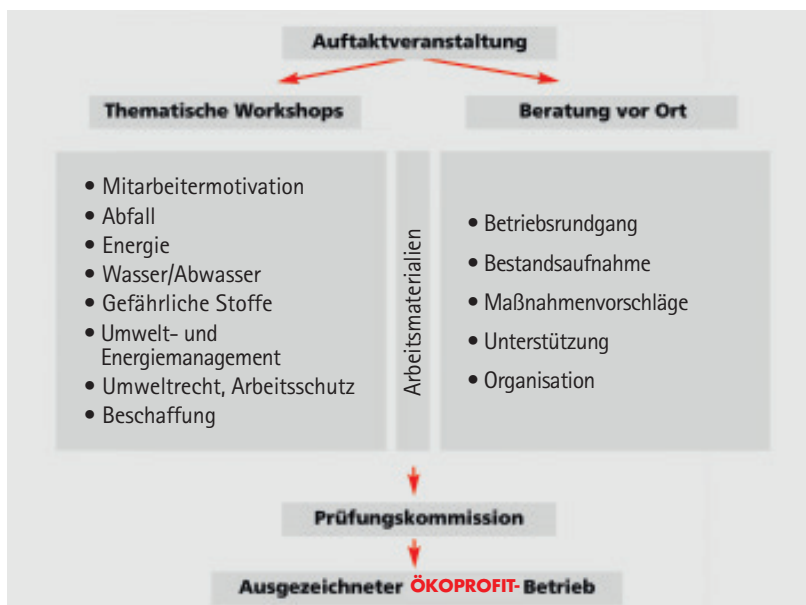 Auftaktveranstaltung
Thematische Workshops
Beratung vor Ort
• Mitarbeitermotivation
• Abfall
• Energie
• Wasser/Abwasser
• Gefährliche Stoffe
• Umwelt- und
Energiemanagement
• Umweltrecht, Arbeitsschutz
• Beschaffung
Arbeitsmaterialien
• Betriebsrundgang
• Bestandsaufnahme
• Maßnahmenvorschläge
• Unterstützung
• Organisation
Prüfungskommission
Ausgezeichneter ÖKOPROFIT-Betrieb